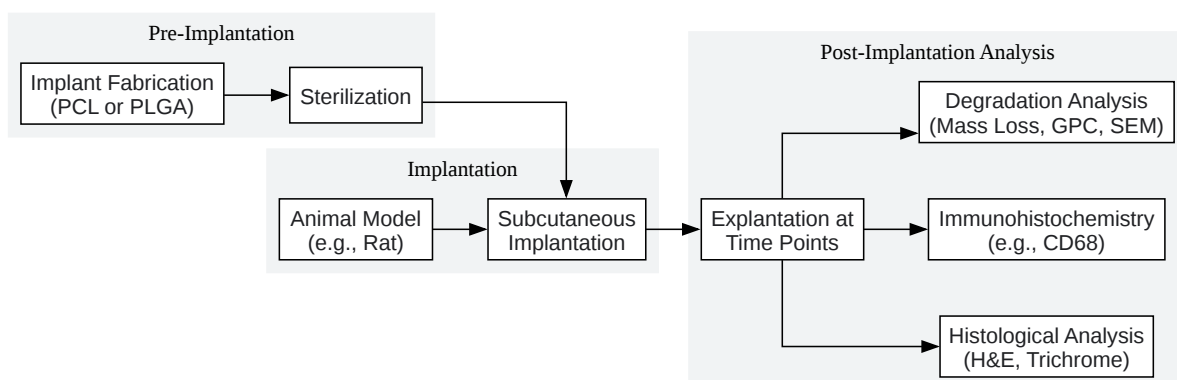 Pre-Implantation
Implant Fabrication
(PCL or PLGA)
Sterilization
Implantation
Animal Model
(e.g., Rat)
Subcutaneous
Implantation
Post-Implantation Analysis
Explantation at
Time Points
Degradation Analysis
(Mass Loss, GPC, SEM)
Immunohistochemistry
(e.g., CD68)
Histological Analysis
(H&E, Trichrome)